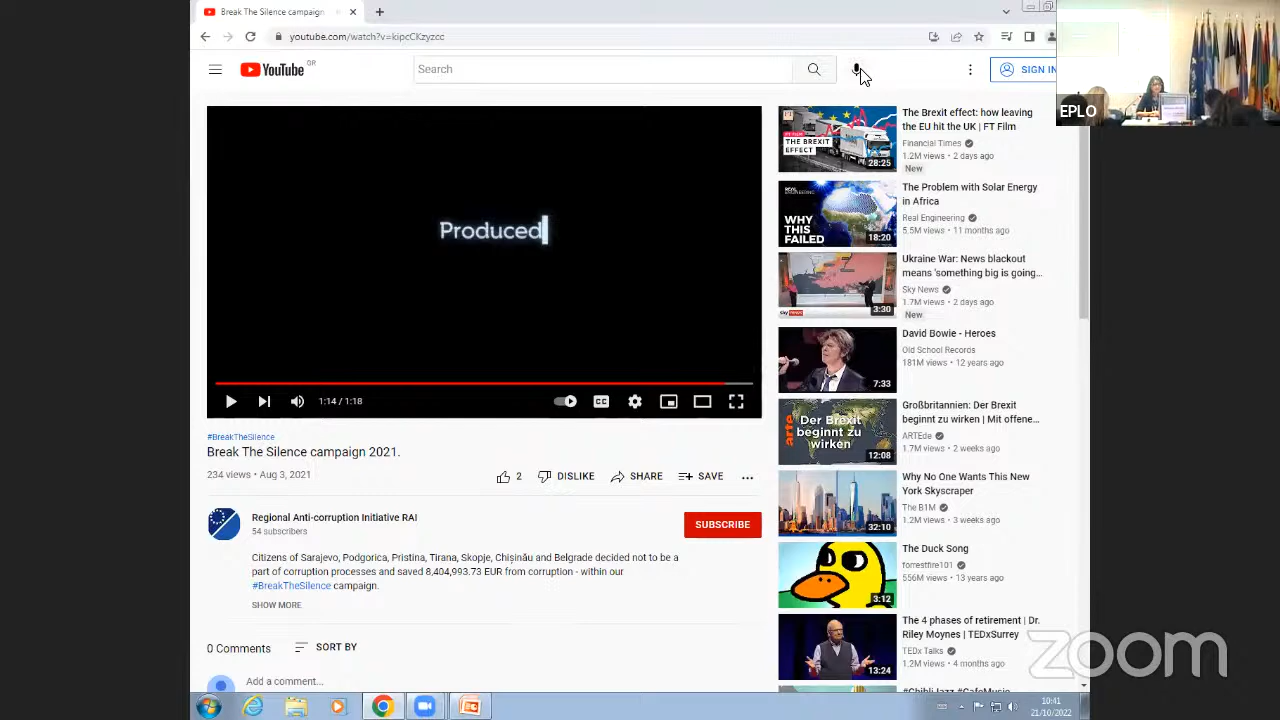 Break The Silence campaign
youtube.com/watch?v=kipcCKzyzcc
YouTube GR
Search
SIGN IN
EPLO
Produced
1:14 / 1:18
#BreakTheSilence
Break The Silence campaign 2021.
234 views • Aug 3, 2021
2
DISLIKE
SHARE
SAVE
Regional Anti-corruption Initiative RAI
54 subscribers
SUBSCRIBE
Citizens of Sarajevo, Podgorica, Pristina, Tirana, Skopje, Chișinău and Belgrade decided not to be a
part of corruption processes and saved 8,404,993.73 EUR from corruption - within our
#BreakTheSilence campaign.
SHOW MORE
0 Comments
SORT BY
Add a comment...
FT FILM
THE BREXIT
EFFECT
28:25
The Brexit effect: how leaving
the EU hit the UK | FT Film
Financial Times
1.2M views • 2 days ago
New
REAL
ENGINEERING
WHY
THIS
FAILED
18:20
The Problem with Solar Energy
in Africa
Real Engineering
5.5M views • 11 months ago
sky news
3:30
Ukraine War: News blackout
means 'something big is going...
Sky News
1.7M views • 2 days ago
New
7:33
David Bowie - Heroes
Old School Records
181M views • 12 years ago
arte
Der Brexit
beginnt zu
wirken
12:08
Großbritannien: Der Brexit
beginnt zu wirken | Mit offene...
ARTEde
1.7M views • 2 weeks ago
32:10
Why No One Wants This New
York Skyscraper
The B1M
1.2M views • 3 weeks ago
3:12
The Duck Song
forrestfire101
556M views • 13 years ago
13:24
The 4 phases of retirement | Dr.
Riley Moynes | TEDxSurrey
TEDx Talks
1.2M views • 4 months ago
zoom
10:41
21/10/2022